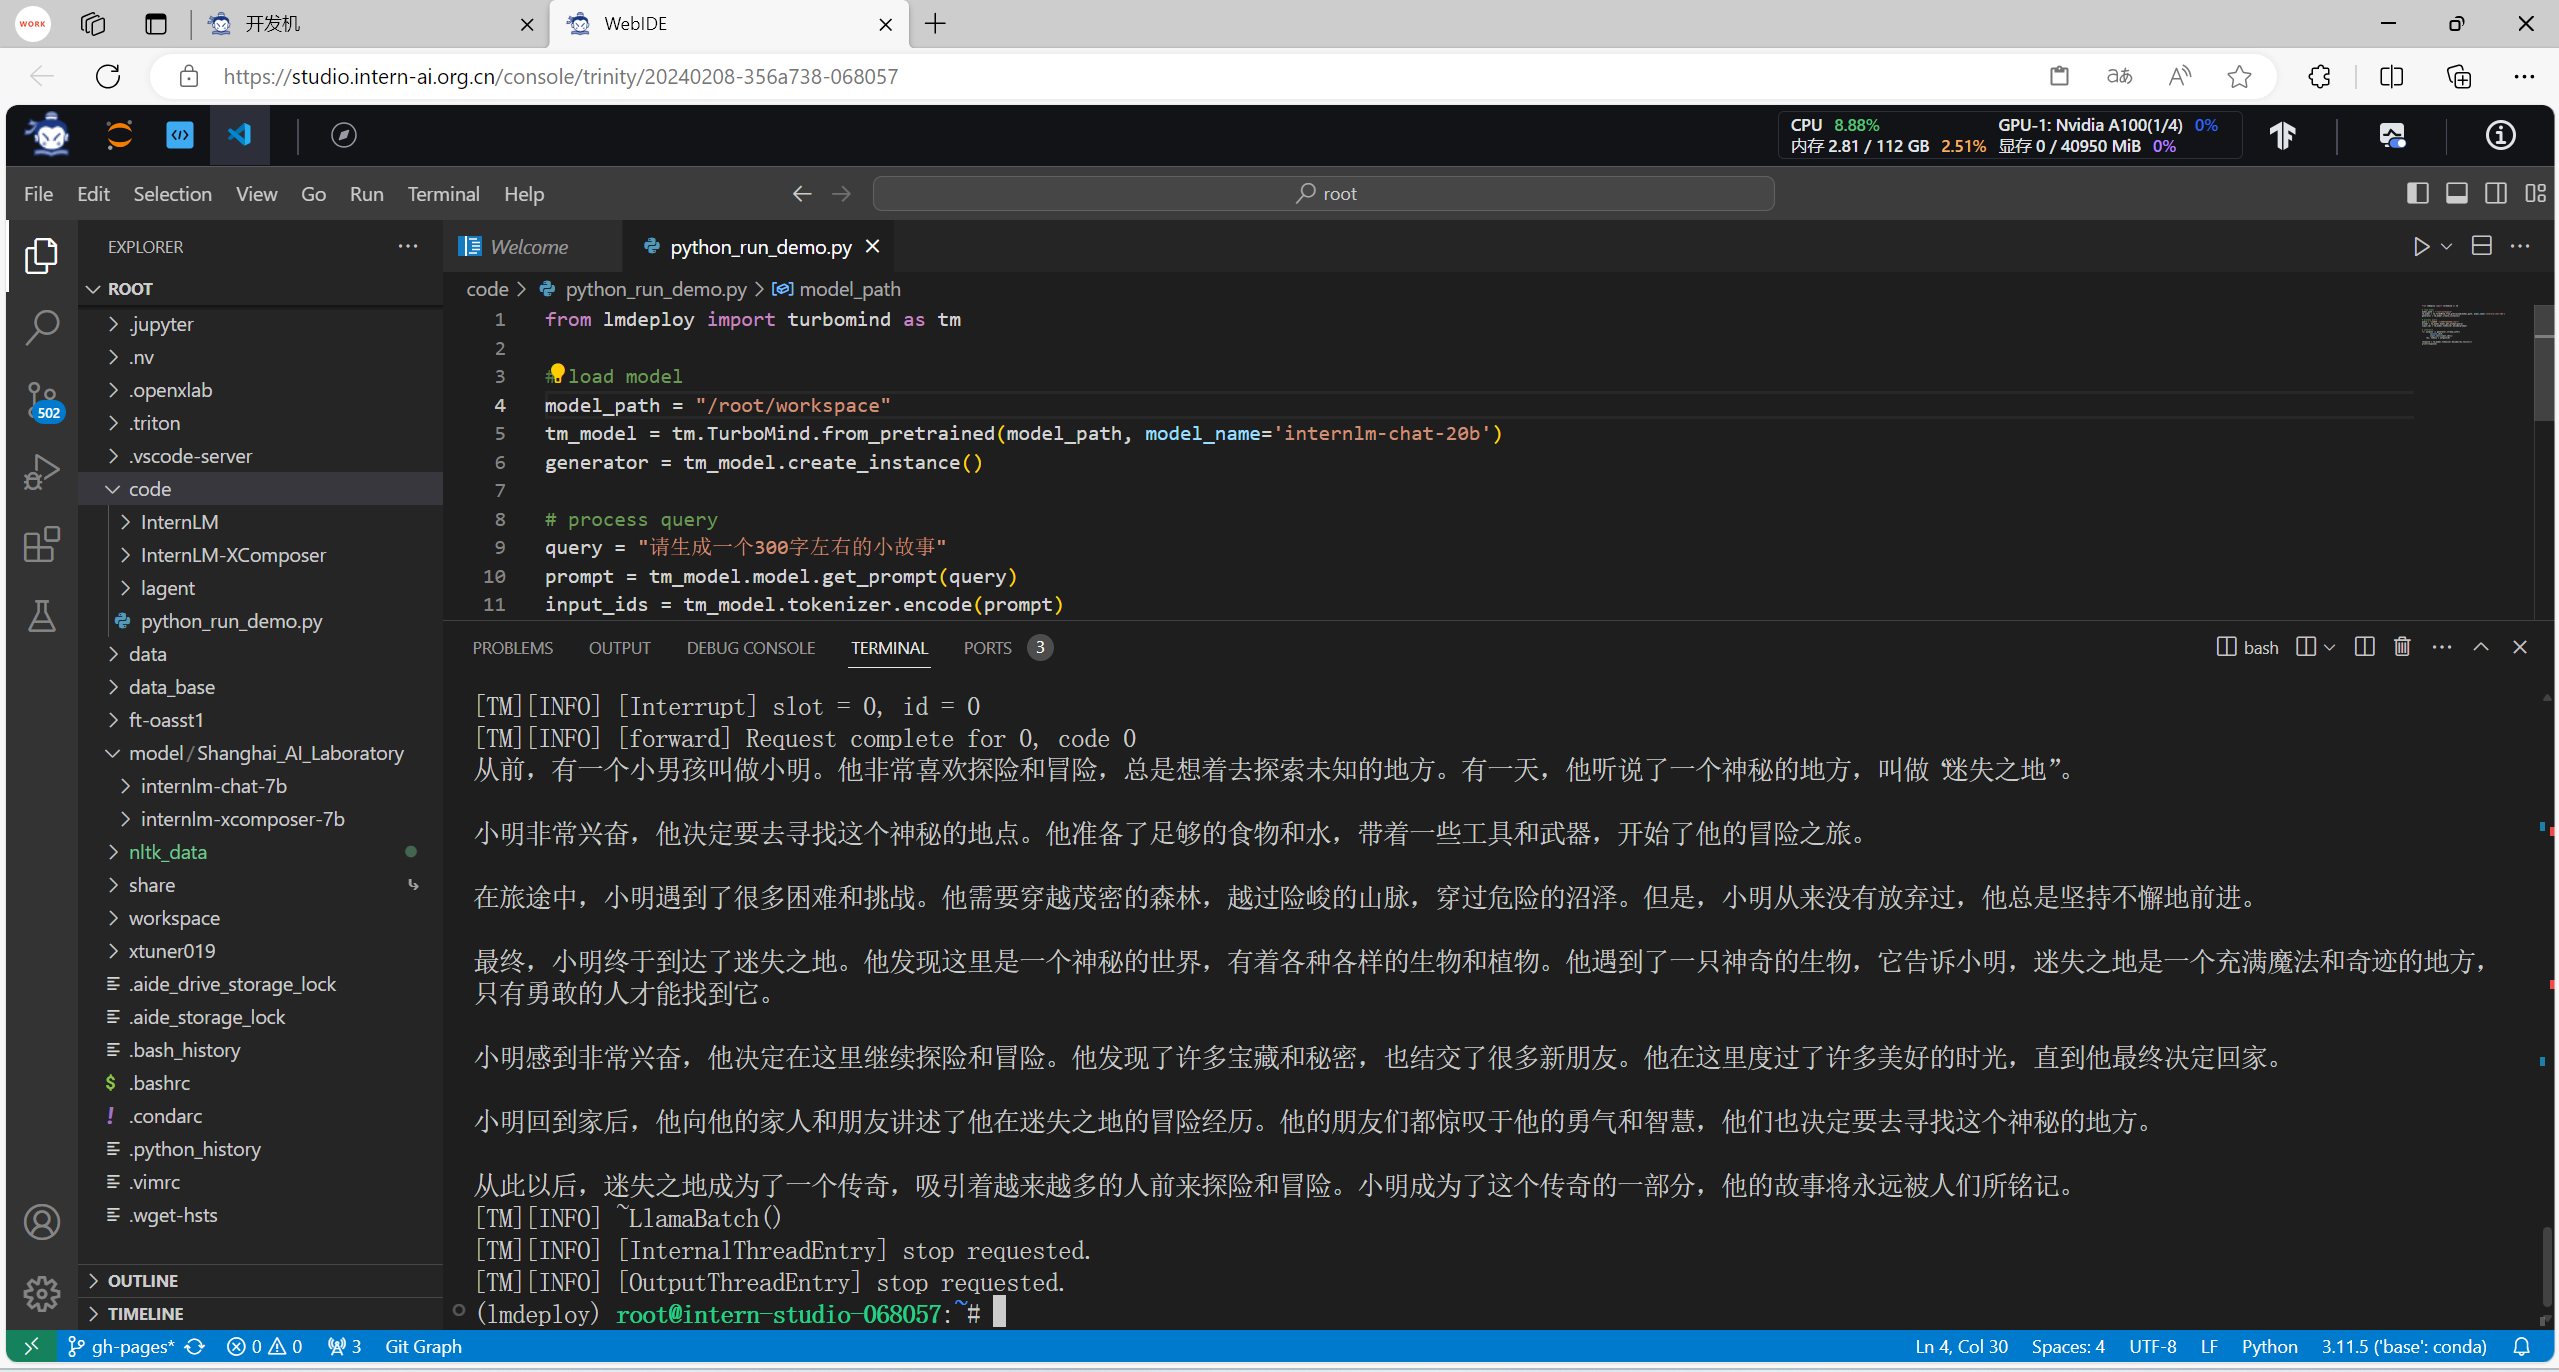 WORK
开发机
WebIDE
https://studio.intern-ai.org.cn/console/trinity/20240208-356a738-068057
CPU 8.88%
内存 2.81 / 112 GB 2.51%
GPU-1: Nvidia A100(1/4) 0%
显存 0 / 40950 MiB 0%
File Edit Selection View Go Run Terminal Help
root
EXPLORER
ROOT
.jupyter
.nv
.openxlab
.triton
.vscode-server
code
InternLM
InternLM-XComposer
lagent
python_run_demo.py
data
data_base
ft-oasst1
model/Shanghai_AI_Laboratory
internlm-chat-7b
internlm-xcomposer-7b
nltk_data
share
workspace
xtuner019
.aide_drive_storage_lock
.aide_storage_lock
.bash_history
$ .bashrc
! .condarc
.python_history
.vimrc
.wget-hsts
OUTLINE
TIMELINE
502
Welcome
python_run_demo.py
code > python_run_demo.py > model_path
1 from lmdeploy import turbomind as tm
2
3 # load model
4 model_path = "/root/workspace"
5 tm_model = tm.TurboMind.from_pretrained(model_path, model_name='internlm-chat-20b')
6 generator = tm_model.create_instance()
7
8 # process query
9 query = "请生成一个300字左右的小故事"
10 prompt = tm_model.model.get_prompt(query)
11 input_ids = tm_model.tokenizer.encode(prompt)
PROBLEMS OUTPUT DEBUG CONSOLE TERMINAL PORTS 3
bash
[TM][INFO] [Interrupt] slot = 0, id = 0
[TM][INFO] [forward] Request complete for 0, code 0
从前，有一个小男孩叫做小明。他非常喜欢探险和冒险，总是想着去探索未知的地方。有一天，他听说了一个神秘的地方，叫做“迷失之地”。
小明非常兴奋，他决定要去寻找这个神秘的地点。他准备了足够的食物和水，带着一些工具和武器，开始了他的冒险之旅。
在旅途中，小明遇到了很多困难和挑战。他需要穿越茂密的森林，越过险峻的山脉，穿过危险的沼泽。但是，小明从来没有放弃过，他总是坚持不懈地前进。
最终，小明终于到达了迷失之地。他发现这里是一个神秘的世界，有着各种各样的生物和植物。他遇到了一只神奇的生物，它告诉小明，迷失之地是一个充满魔法和奇迹的地方，
只有勇敢的人才能找到它。
小明感到非常兴奋，他决定在这里继续探险和冒险。他发现了许多宝藏和秘密，也结交了很多新朋友。他在这里度过了许多美好的时光，直到他最终决定回家。
小明回到家后，他向他的家人和朋友讲述了他在迷失之地的冒险经历。他的朋友们都惊叹于他的勇气和智慧，他们也决定要去寻找这个神秘的地方。
从此以后，迷失之地成为了一个传奇，吸引着越来越多的人前来探险和冒险。小明成为了这个传奇的一部分，他的故事将永远被人们所铭记。
[TM][INFO] ~LlamaBatch()
[TM][INFO] [InternalThreadEntry] stop requested.
[TM][INFO] [OutputThreadEntry] stop requested.
(lmdeploy) root@intern-studio-068057:~#
gh-pages* 0 0 3 Git Graph
Ln 4, Col 30 Spaces: 4 UTF-8 LF Python 3.11.5 ('base': conda)